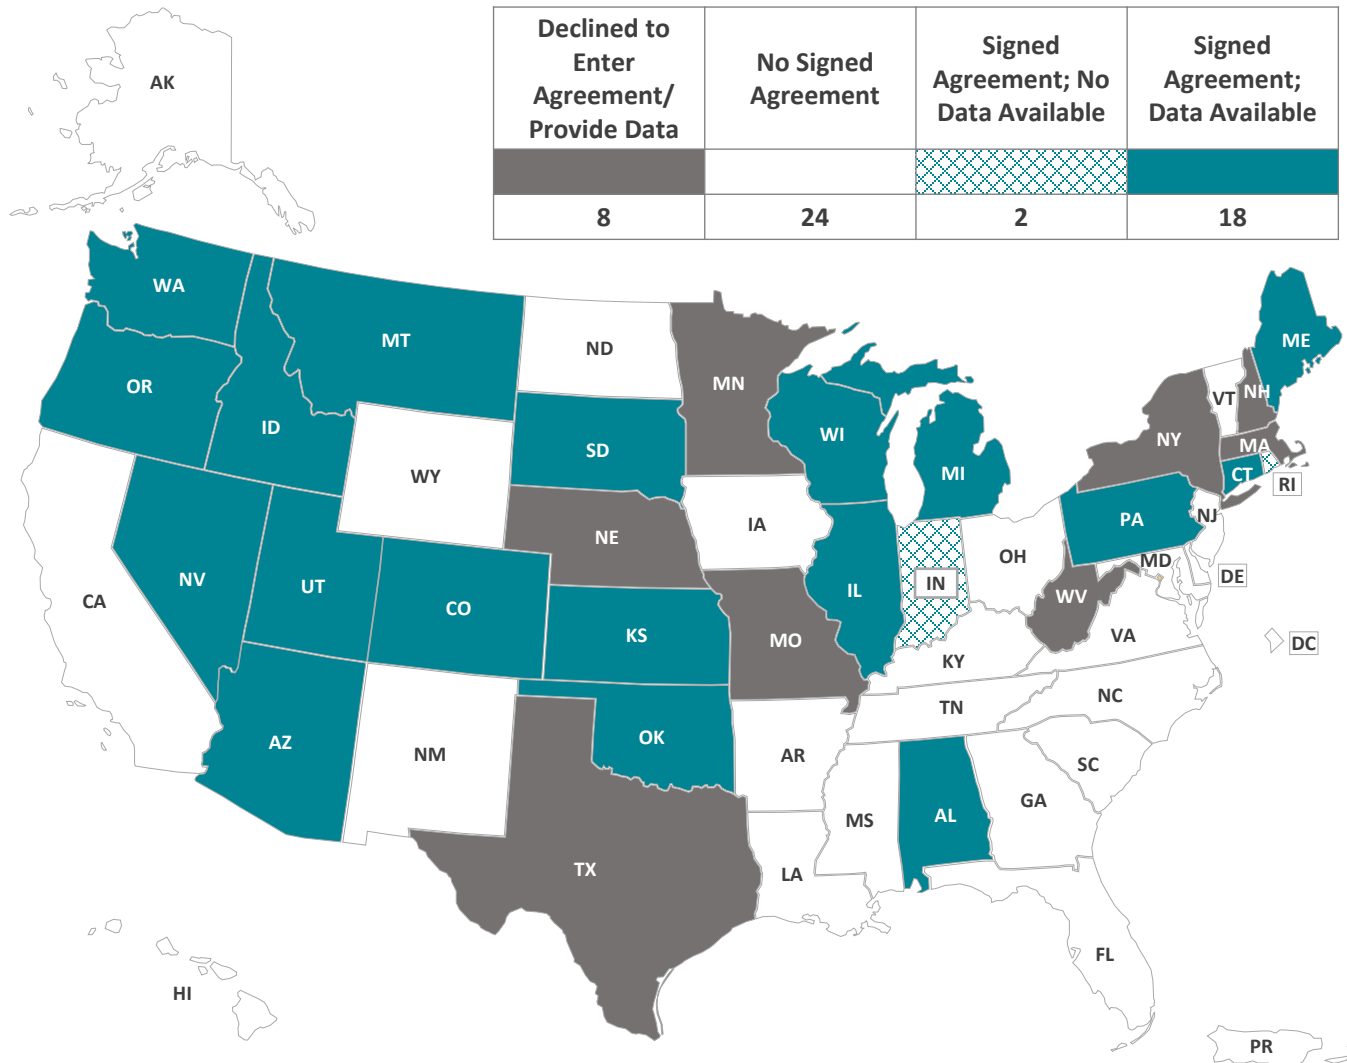 Declined to
Enter
Agreement/
Provide Data
No Signed
Agreement
Signed
Agreement; No
Data Available
Signed
Agreement;
Data Available
8
24
2
18
AK
WA
MT
ND
MN
OR
ID
SD
WI
MI
WY
NE
IA
NV
UT
CO
CA
KS
MO
IL
IN
OH
PA
NY
VT
NH
ME
MA
CT
RI
NJ
MD
DE
DC
WV
VA
KY
NC
TN
SC
AZ
NM
OK
AR
MS
AL
GA
TX
LA
FL
HI
PR